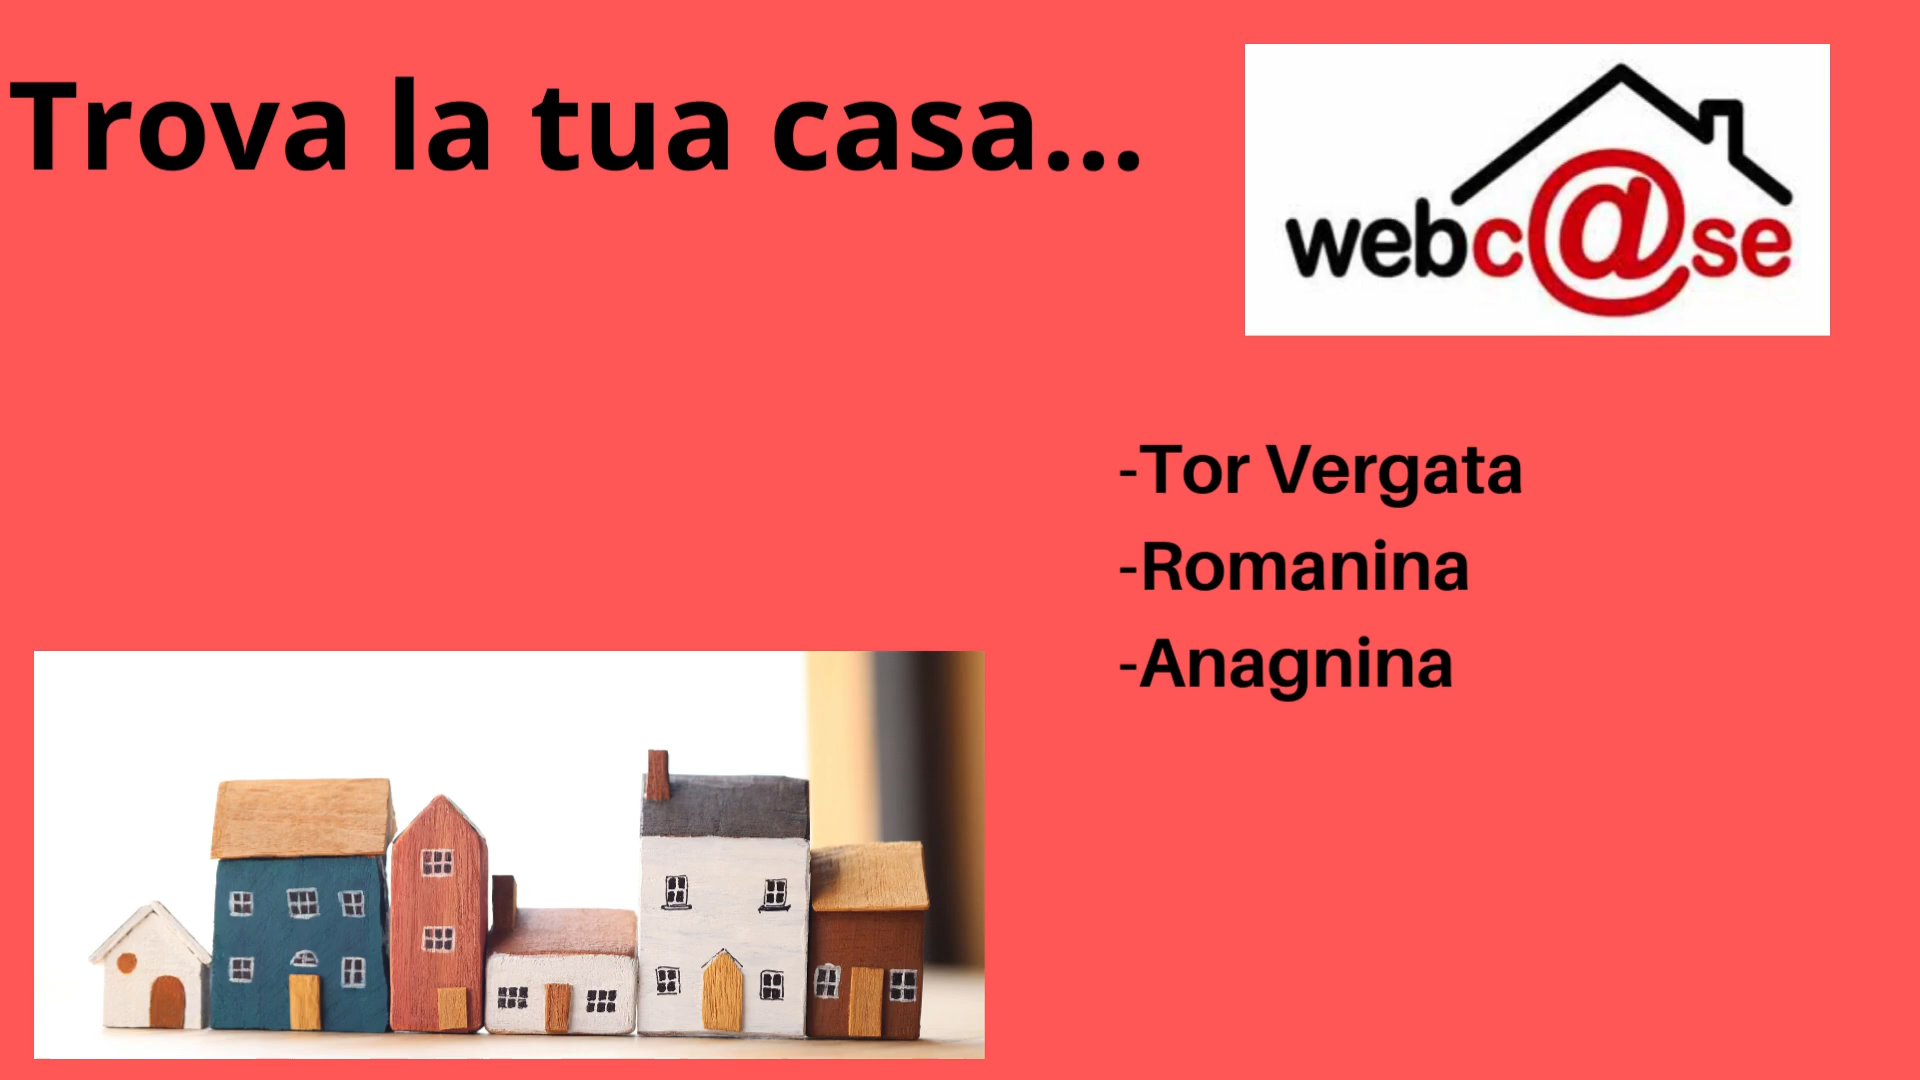 Trova la tua casa...
webc@se
-Tor Vergata
-Romanina
-Anagnina